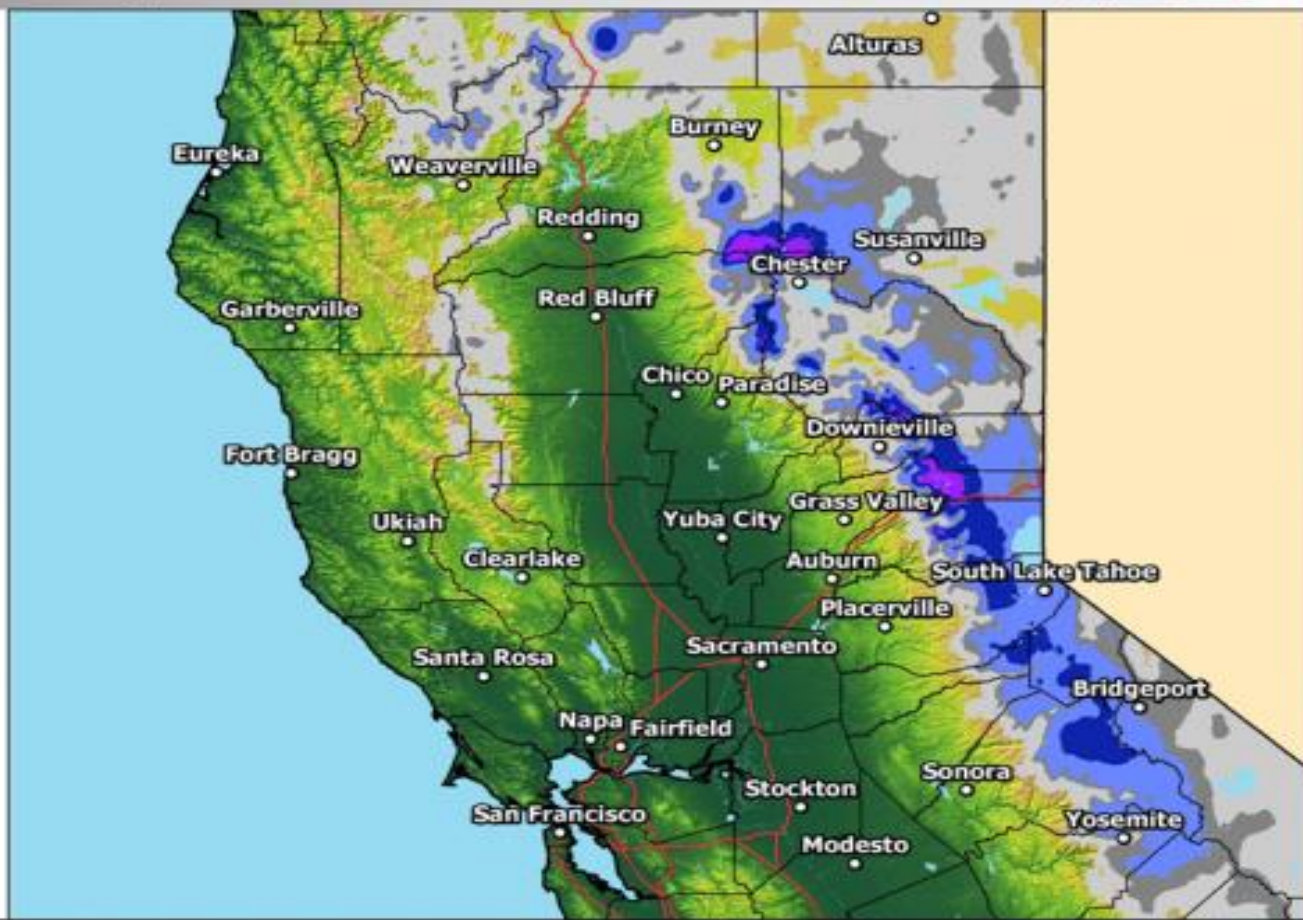 Alturas
Burney
Eureka
Weaverville
Redding
Susanville
Chester
Red Bluff
Garberville
Chico
Paradise
Downieville
Fort Bragg
Grass Valley
Ukiah
Yuba City
Clearlake
Auburn
South Lake Tahoe
Placerville
Sacramento
Santa Rosa
Bridgeport
Napa
Fairfield
Sonora
Stockton
San Francisco
Yosemite
Modesto